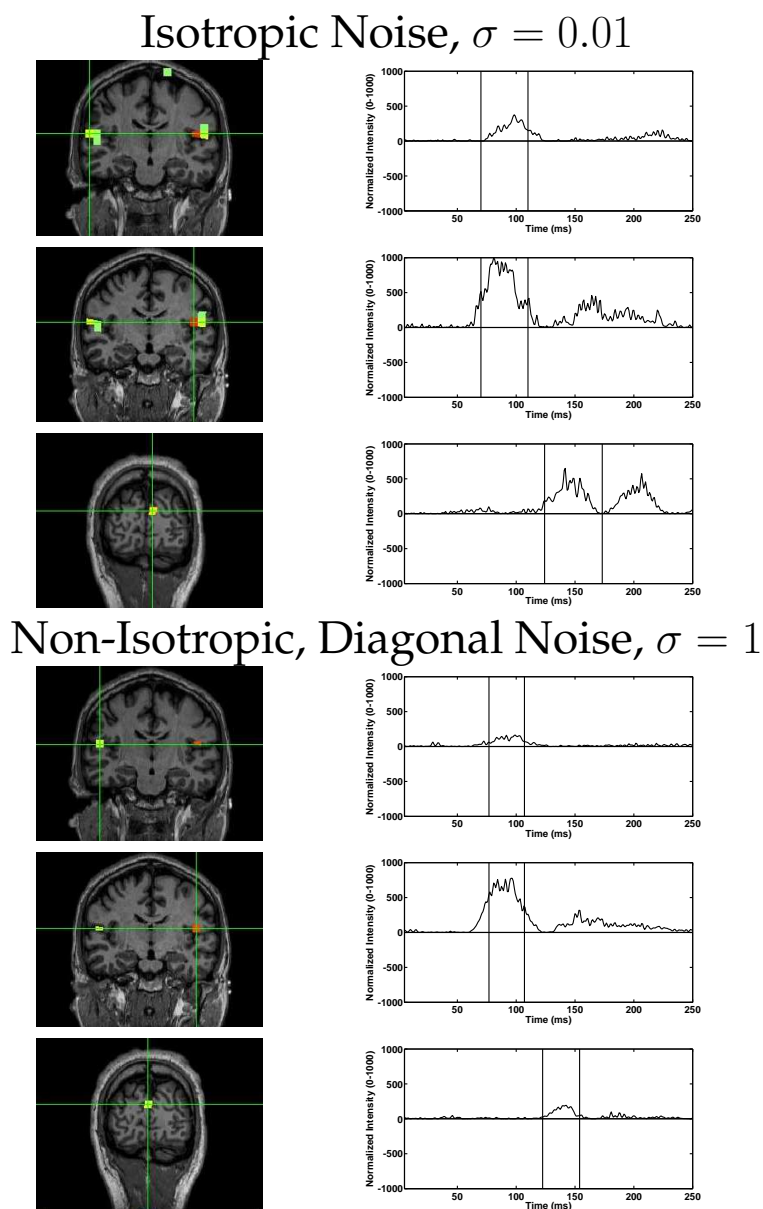 Isotropic Noise, σ = 0.01
Normalized Intensity (0-1000)
1000
500
0
-500
-1000
50 100 150 200 250
Time (ms)
Normalized Intensity (0-1000)
1000
500
0
-500
-1000
50 100 150 200 250
Time (ms)
Normalized Intensity (0-1000)
1000
500
0
-500
-1000
50 100 150 200 250
Time (ms)
Non-Isotropic, Diagonal Noise, σ = 1
Normalized Intensity (0-1000)
1000
500
0
-500
-1000
50 100 150 200 250
Time (ms)
Normalized Intensity (0-1000)
1000
500
0
-500
-1000
50 100 150 200 250
Time (ms)
Normalized Intensity (0-1000)
1000
500
0
-500
-1000
50 100 150 200 250
Time (ms)